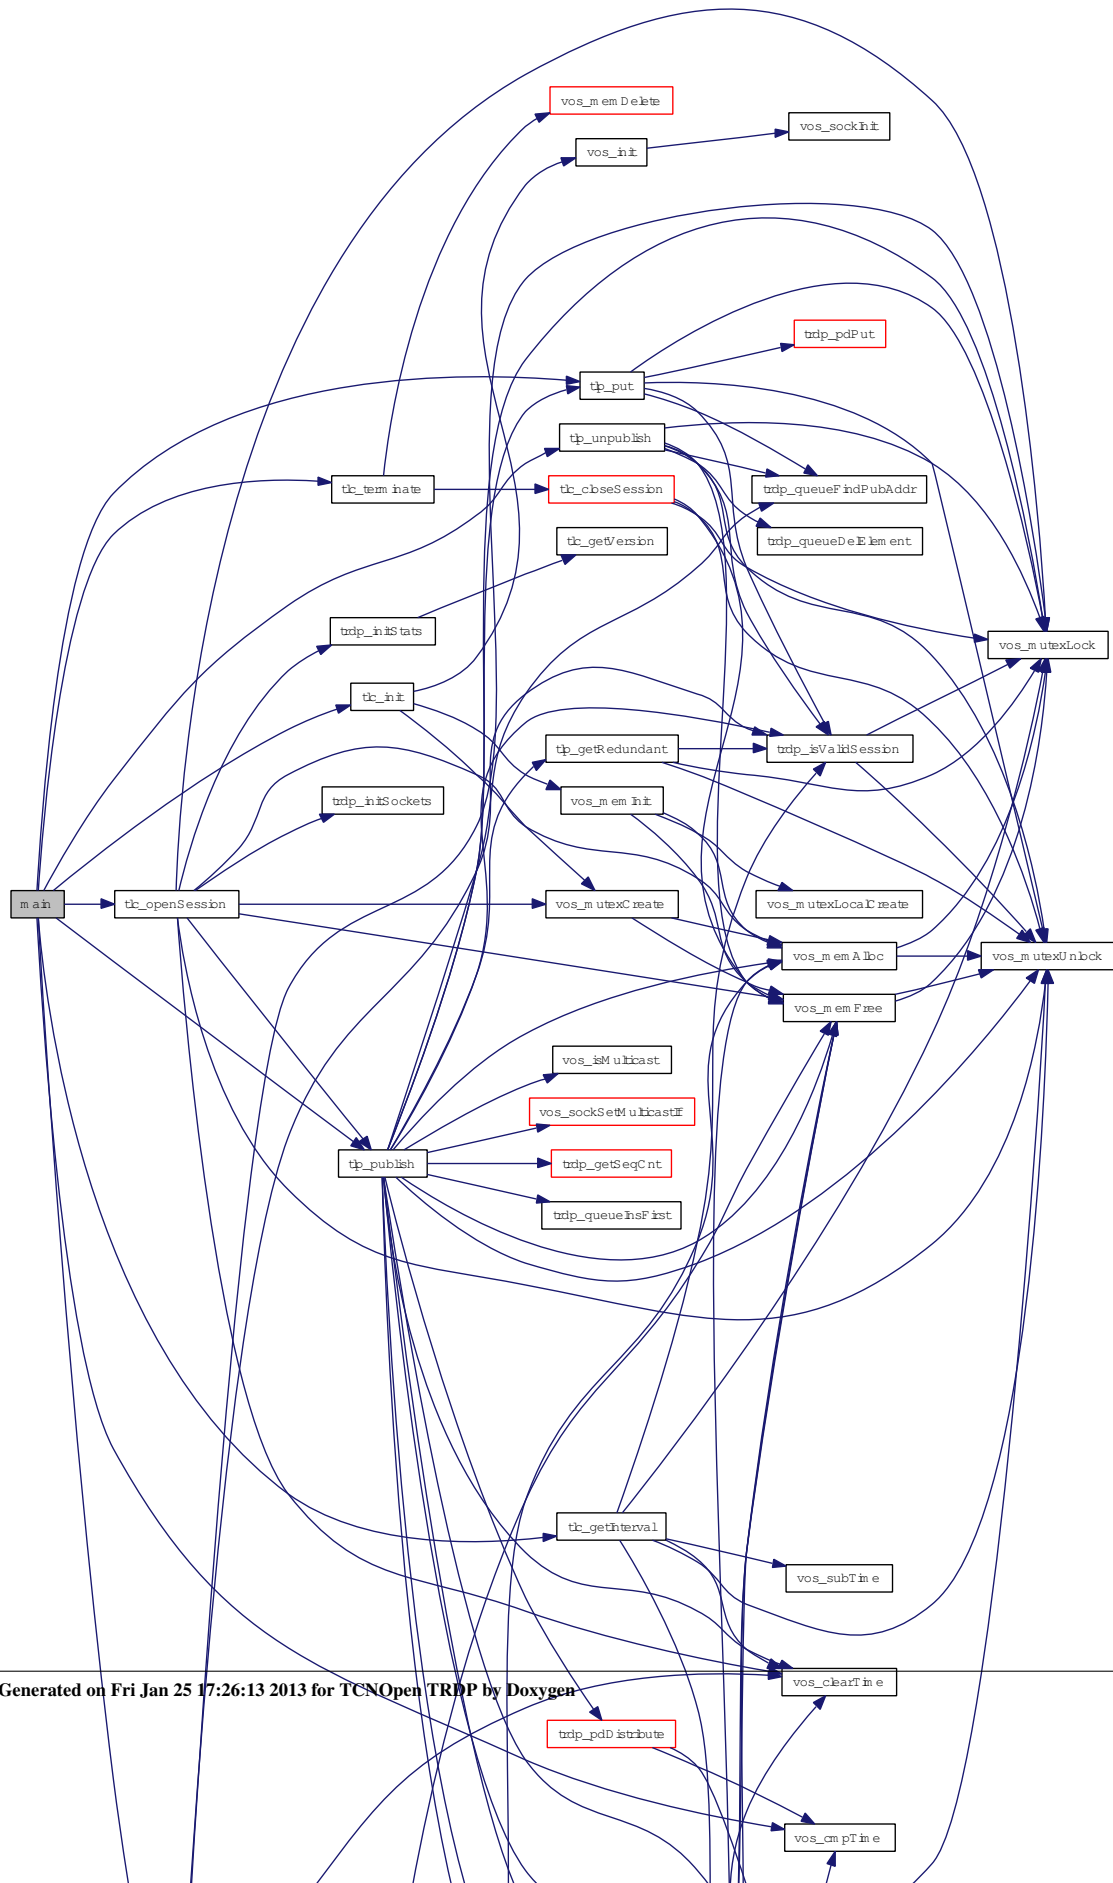 vos_memDelete
vos_sockInit
vos_init
trdp_pdPut
tlp_put
tlp_unpublish
tlc_terminate
tlc_closeSession
trdp_queueFindPubAddr
tlc_getVersion
trdp_queueDelElement
trdp_initStats
vos_mutexLock
tlc_init
tlp_getRedundant
trdp_isValidSession
trdp_initSockets
vos_memInit
main
tlc_openSession
vos_mutexCreate
vos_mutexLocalCreate
vos_memAlloc
vos_mutexUnlock
vos_memFree
vos_isMulticast
vos_sockSetMulticastIf
tlp_publish
trdp_getSeqCnt
trdp_queueInsFirst
tlc_getInterval
vos_subTime
vos_clearTime
Generated on Fri Jan 25 17:26:13 2013 for TCNOpen TRDP by Doxygen
trdp_pdDistribute
vos_cmpTime